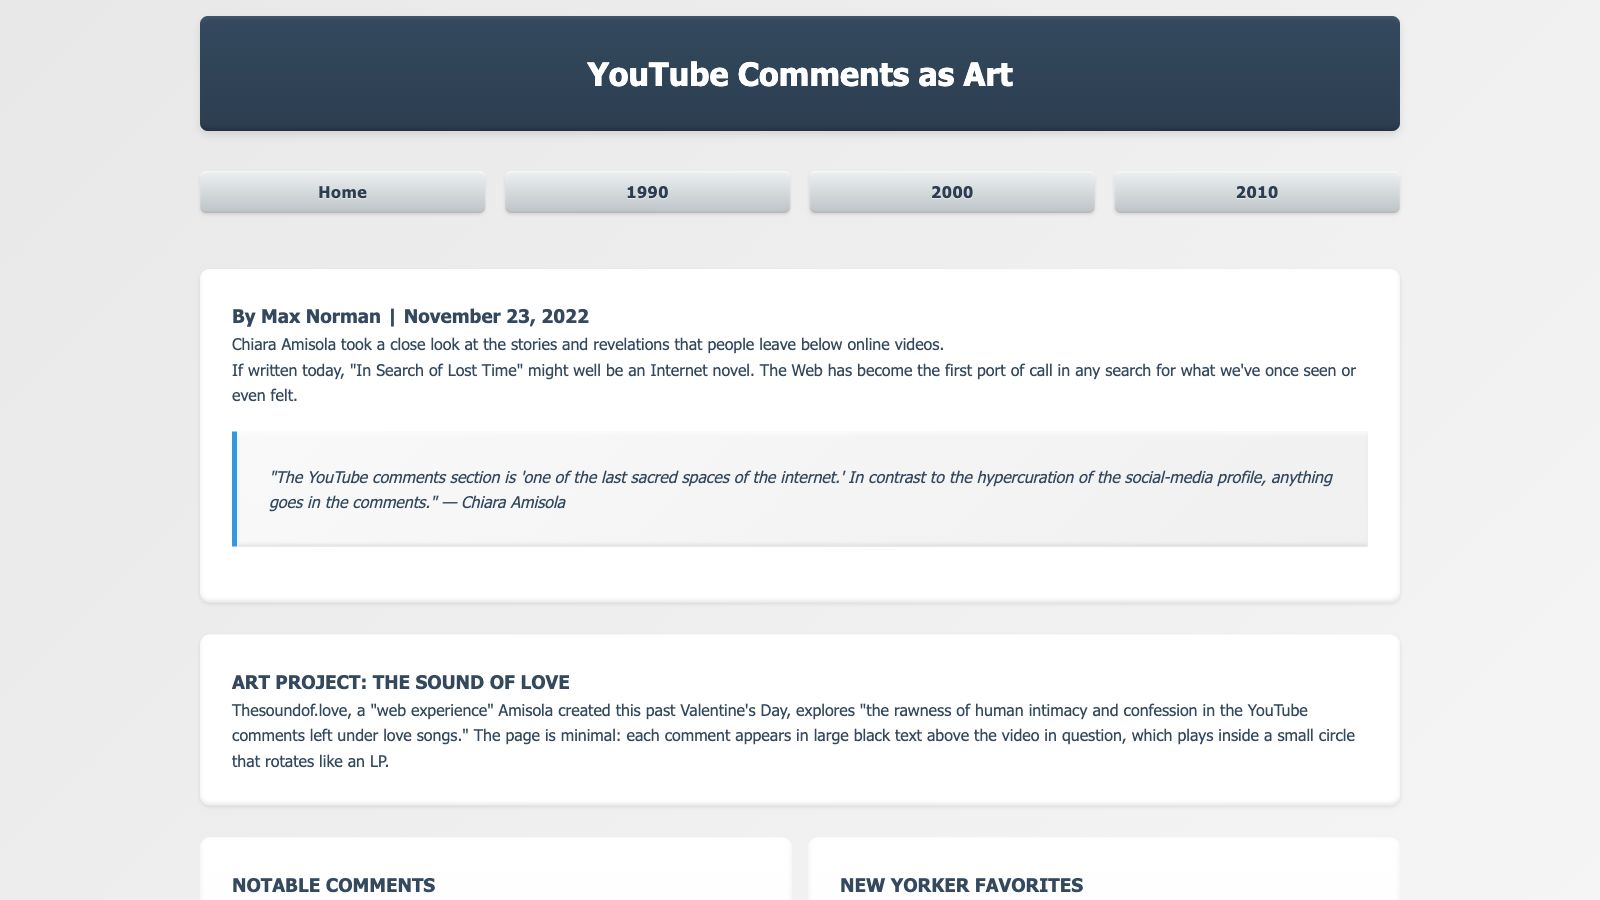 YouTube Comments as Art
Home
1990
2000
2010
By Max Norman | November 23, 2022
Chiara Amisola took a close look at the stories and revelations that people leave below online videos.
If written today, "In Search of Lost Time" might well be an Internet novel. The Web has become the first port of call in any search for what we've once seen or
even felt.
"The YouTube comments section is 'one of the last sacred spaces of the internet.' In contrast to the hypercuration of the social-media profile, anything
goes in the comments." — Chiara Amisola
ART PROJECT: THE SOUND OF LOVE
Thesoundof.love, a "web experience" Amisola created this past Valentine's Day, explores "the rawness of human intimacy and confession in the YouTube
comments left under love songs." The page is minimal: each comment appears in large black text above the video in question, which plays inside a small circle
that rotates like an LP.
NOTABLE COMMENTS
NEW YORKER FAVORITES